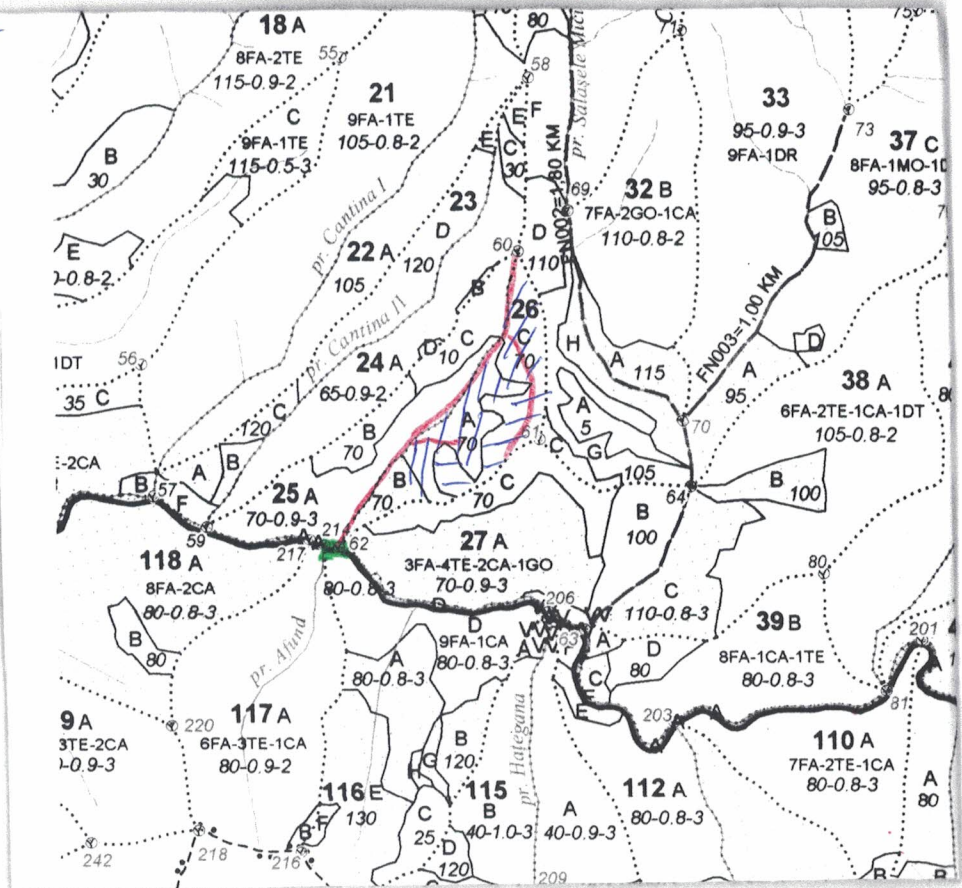 80
18 A
8FA-2TE
115-0.9-2
55
21
9FA-1TE
105-0.8-2
C
9FA-1TE
115-0.5-3
B
30
E
58
E
F
E
C
30
pr. Salașele Mici
FN002=1,80 KM
71
75
33
95-0.9-3
9FA-1DR
73
37 C
8FA-1MO-1D
95-0.8-3
69
32 B
7FA-2GO-1CA
110-0.8-2
B
105
pr. Cantina I
22 A
105
23
D
120
60
D
110
pr. Cantina II
26
C
70
B
D
10
C
24 A
65-0.9-2
56
1DT
35 C
-2CA
H
A
115
FN003=1,00 KM
D
A
95
38 A
6FA-2TE-1CA-1DT
105-0.8-2
70
A
5
G
105
61
C
64
B
100
B
70
A
70
B
70
70
C
C
120
B
A
B
57
F
59
25 A
70-0.9-3
214
217
62
80-0.8-3
118 A
8FA-2CA
80-0.8-3
B
80
27 A
3FA-4TE-2CA-1GO
70-0.9-3
B
100
C
110-0.8-3
80
206
63
D
D
9FA-1CA
80-0.8-3
A
A
80-0.8-3
A
D
80
C
E
39 B
8FA-1CA-1TE
80-0.8-3
201
A
81
203
A
pr. Afund
220
9 A
3TE-2CA
)-0.9-3
117 A
6FA-3TE-1CA
80-0.9-2
pr. Hațegana
B
120
G
H
116 E
130
F
B
C
25
D
120
115
B
40-1.0-3
A
40-0.9-3
112 A
80-0.8-3
110 A
7FA-2TE-1CA
80-0.8-3
A
80
242
218
216
209
B
B